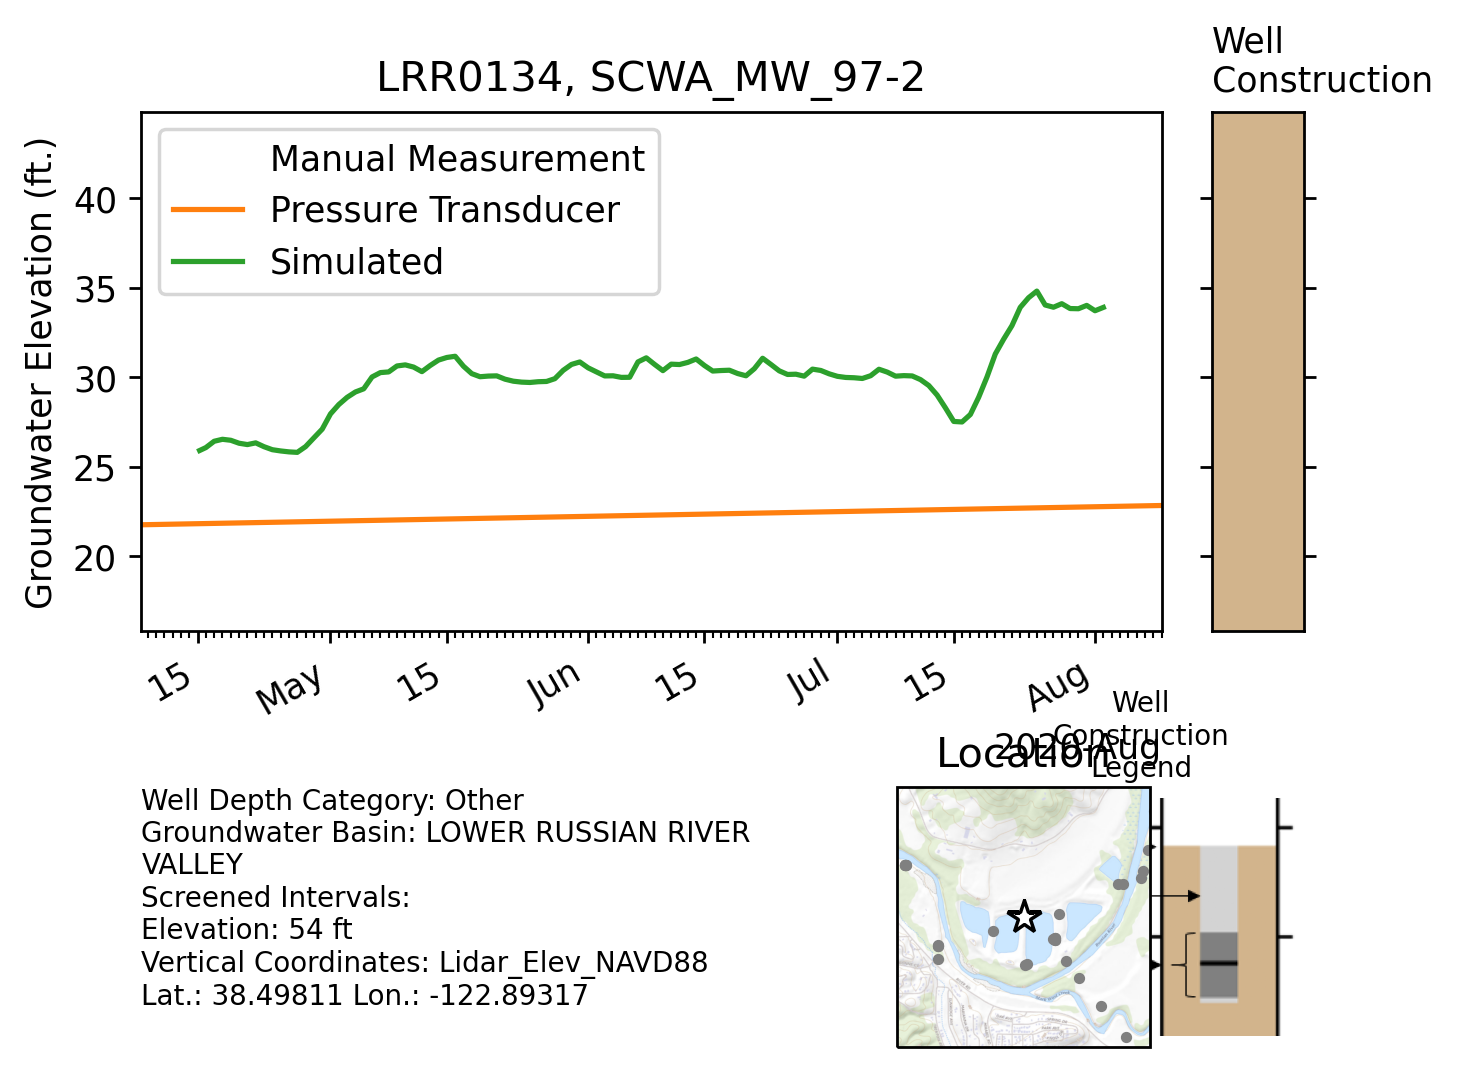 Well
Construction
LRR0134, SCWA_MW_97-2
Groundwater Elevation (ft.)
40
35
30
25
20
Manual Measurement
Pressure Transducer
Simulated
15
May
15
Jun
15
Jul
15
Aug
2020-Aug
Location
Well
Construction
Legend
Well Depth Category: Other
Groundwater Basin: LOWER RUSSIAN RIVER
VALLEY
Screened Intervals:
Elevation: 54 ft
Vertical Coordinates: Lidar_Elev_NAVD88
Lat.: 38.49811 Lon.: -122.89317